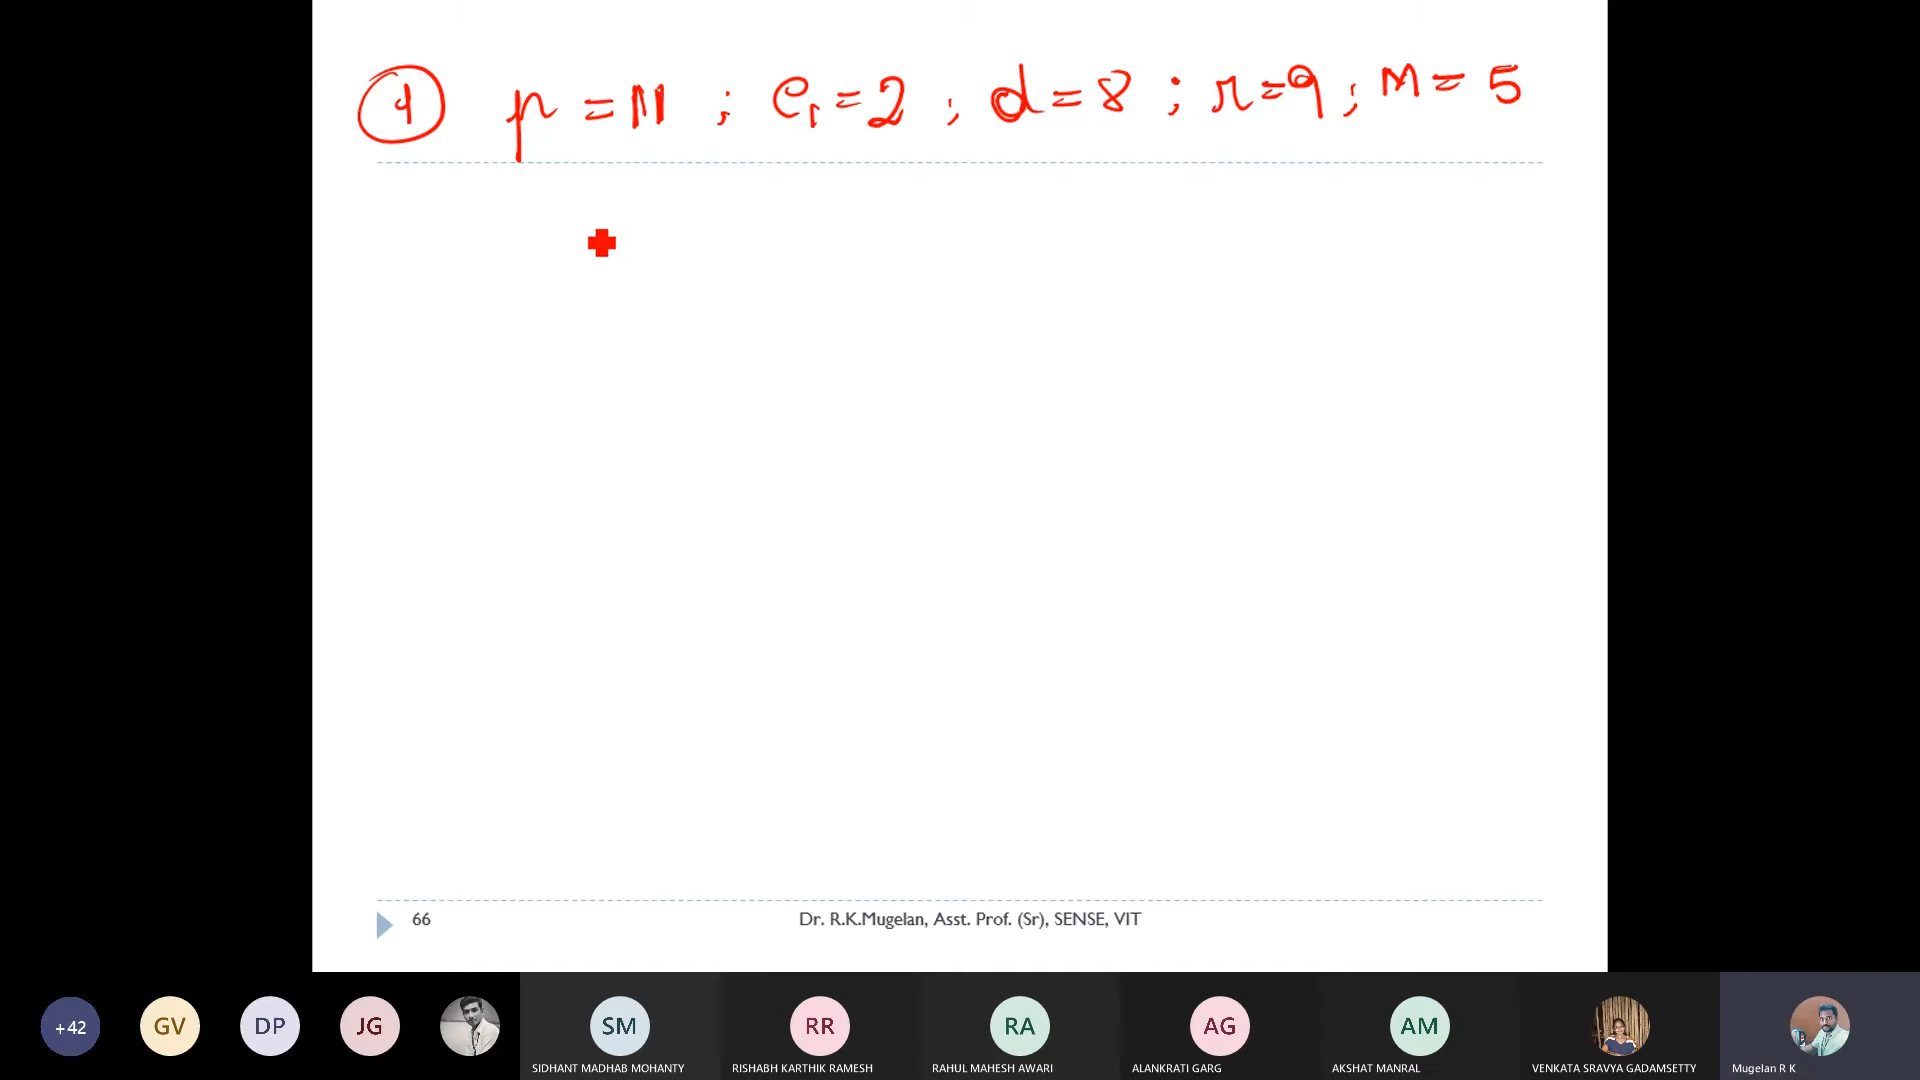 4 p = 11 ; e1 = 2 ; d = 8 ; r = 9 ; M = 5
66 Dr. R.K.Mugelan, Asst. Prof. (Sr), SENSE, VIT
+42 GV DP JG SM RR RA AG AM
SIDHANT MADHAB MOHANTY RISHABH KARTHIK RAMESH RAHUL MAHESH AWARI ALANKRATI GARG AKSHAT MANRAL VENKATA SRAVYA GADAMSETTY Mugelan R K